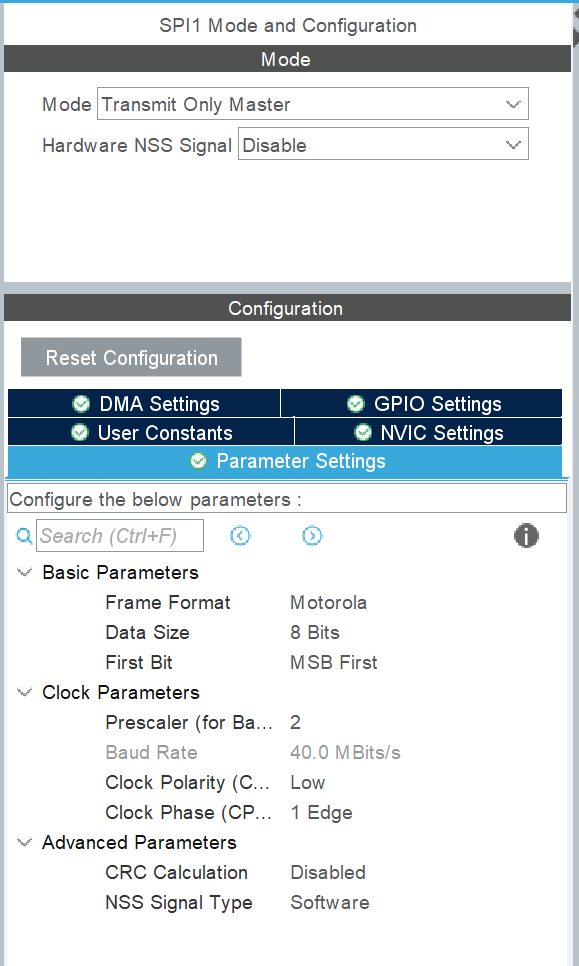 SPI1 Mode and Configuration
Mode
Mode Transmit Only Master
Hardware NSS Signal Disable
Configuration
Reset Configuration
DMA Settings GPIO Settings
User Constants NVIC Settings
Parameter Settings
Configure the below parameters :
Search (Ctrl+F)
Basic Parameters
Frame Format Motorola
Data Size 8 Bits
First Bit MSB First
Clock Parameters
Prescaler (for Ba... 2
Baud Rate 40.0 MBits/s
Clock Polarity (C... Low
Clock Phase (CP... 1 Edge
Advanced Parameters
CRC Calculation Disabled
NSS Signal Type Software